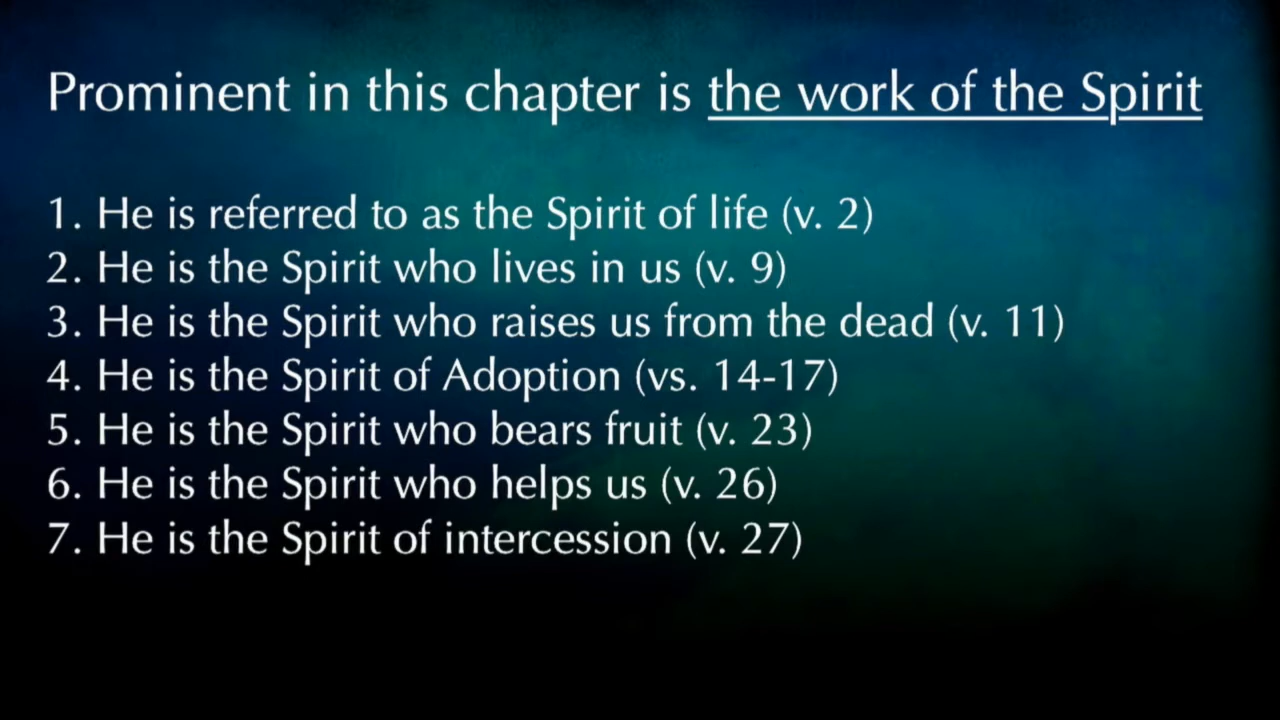 Prominent in this chapter is the work of the Spirit
1. He is referred to as the Spirit of life (v. 2)
2. He is the Spirit who lives in us (v. 9)
3. He is the Spirit who raises us from the dead (v. 11)
4. He is the Spirit of Adoption (vs. 14-17)
5. He is the Spirit who bears fruit (v. 23)
6. He is the Spirit who helps us (v. 26)
7. He is the Spirit of intercession (v. 27)